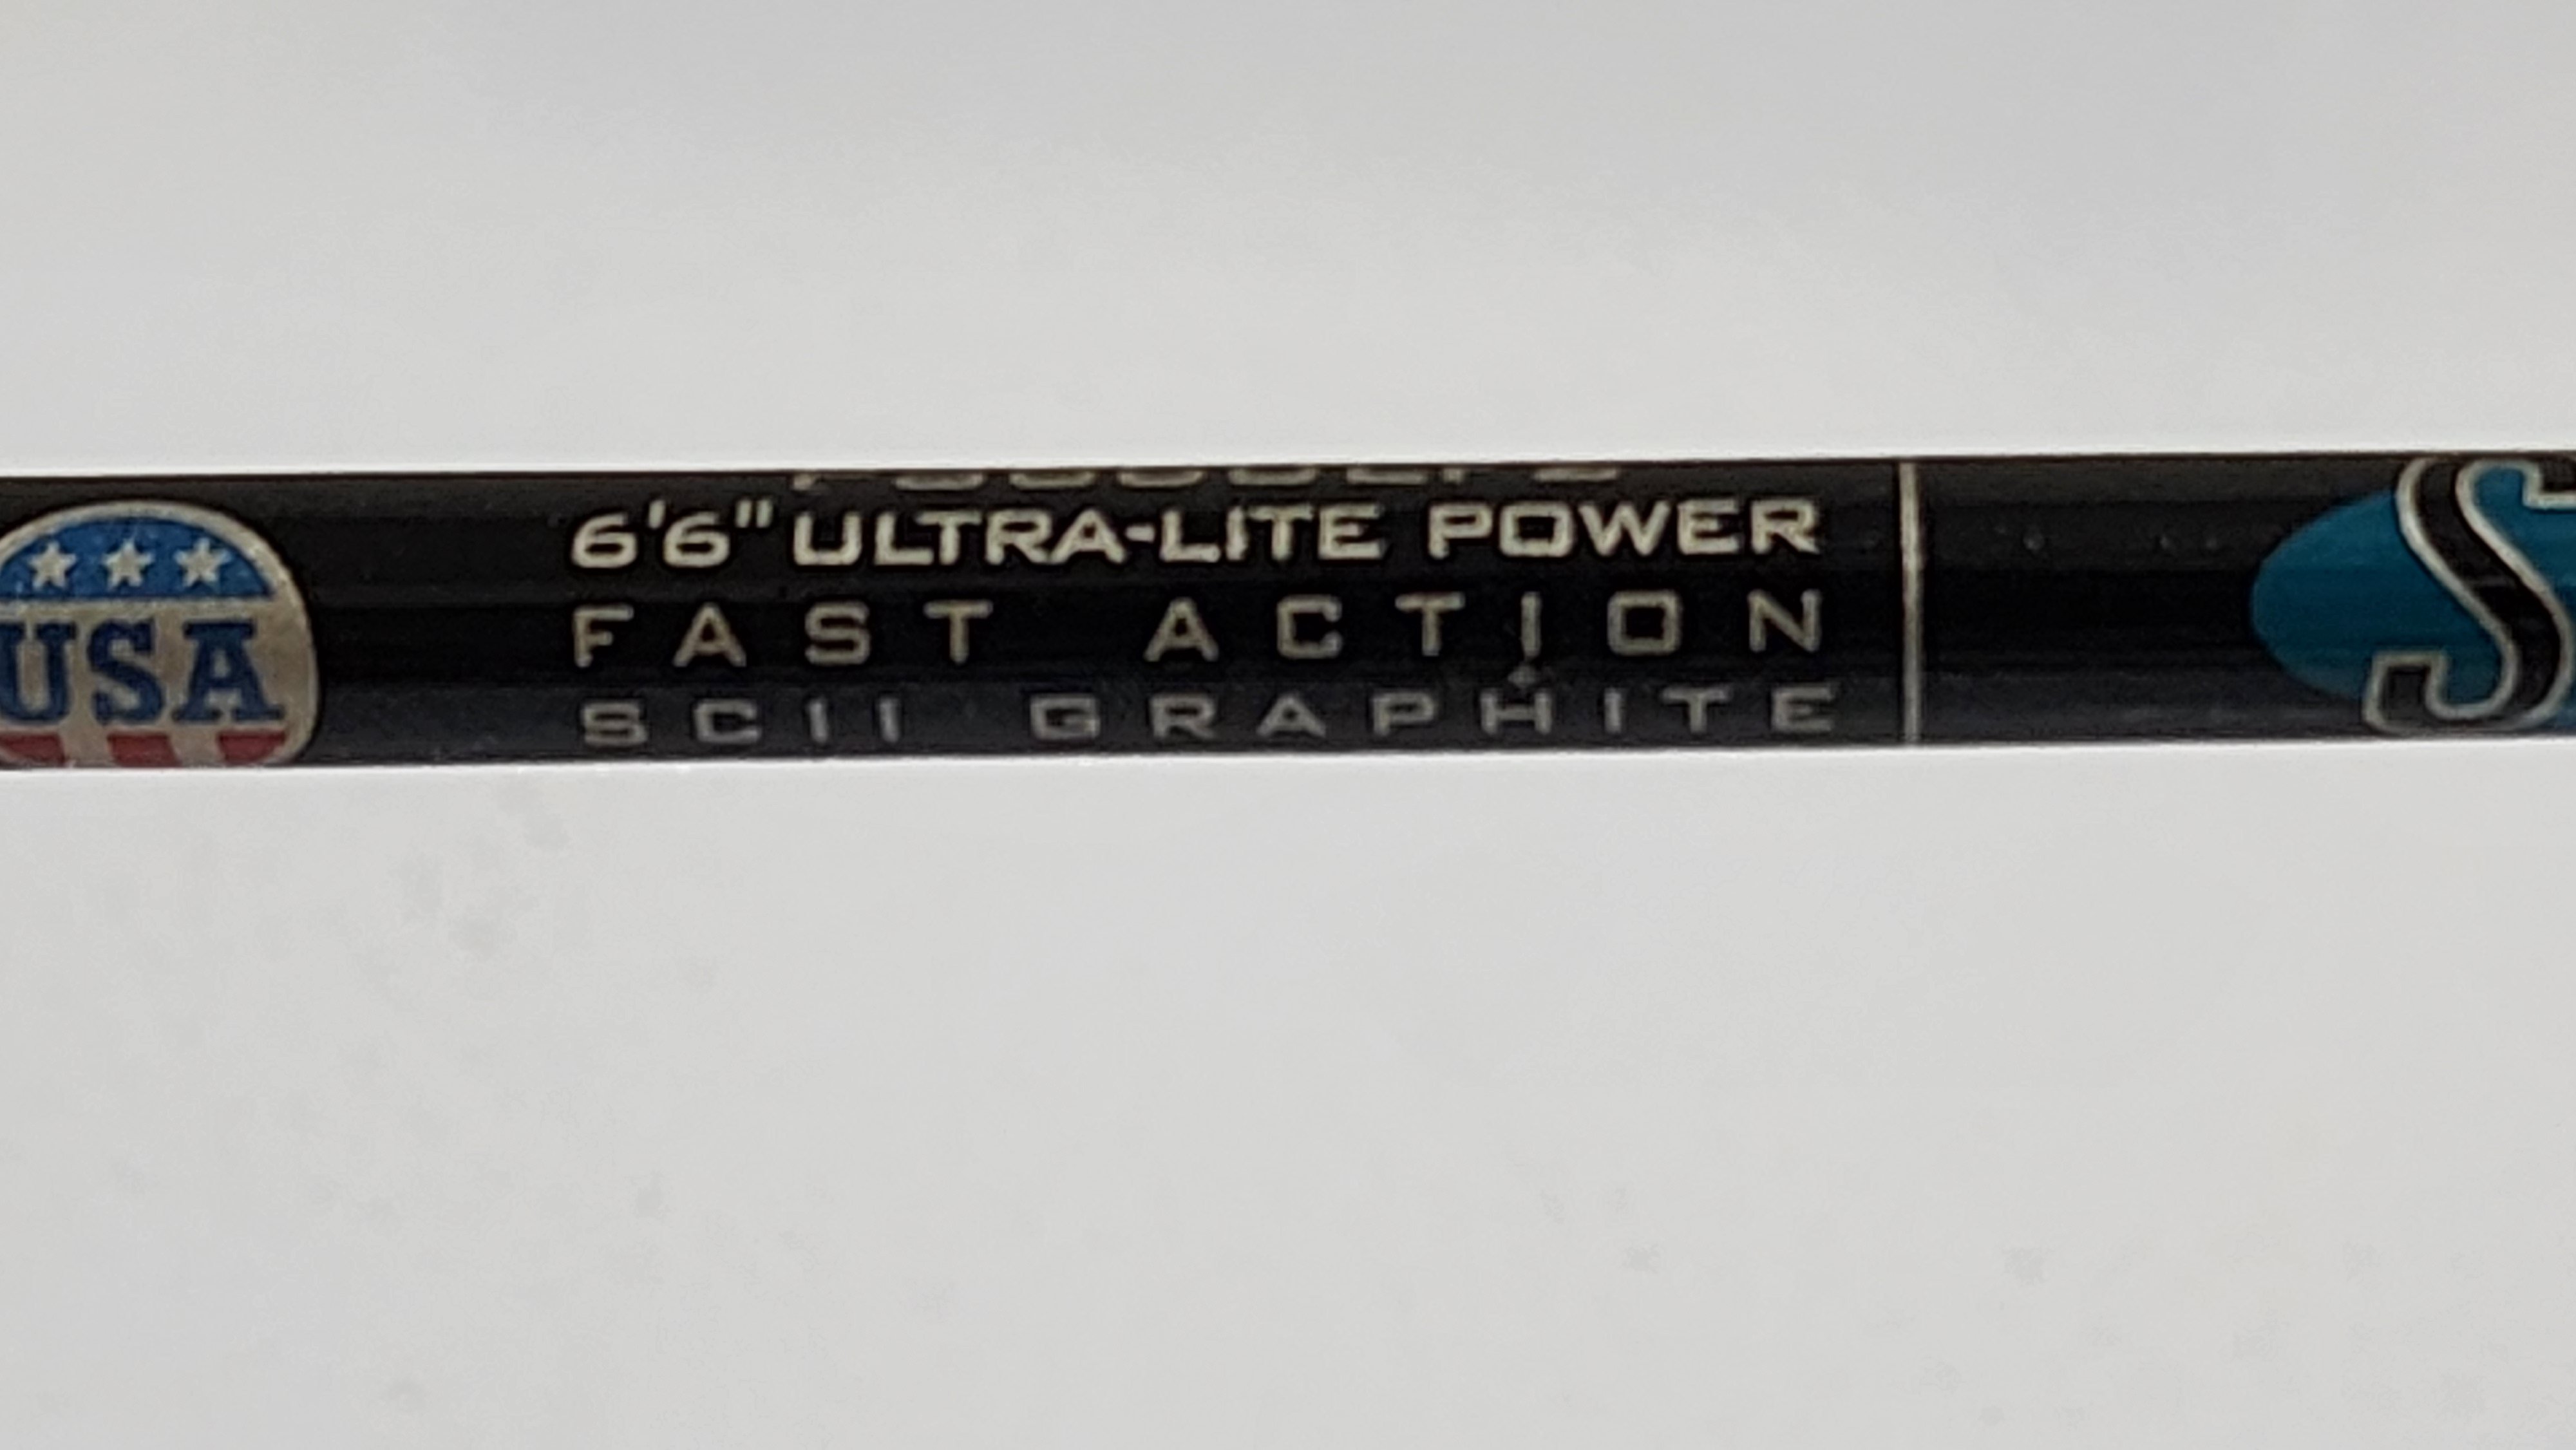 USA
6'6" ULTRA-LITE POWER
FAST ACTION
SCII GRAPHITE
S